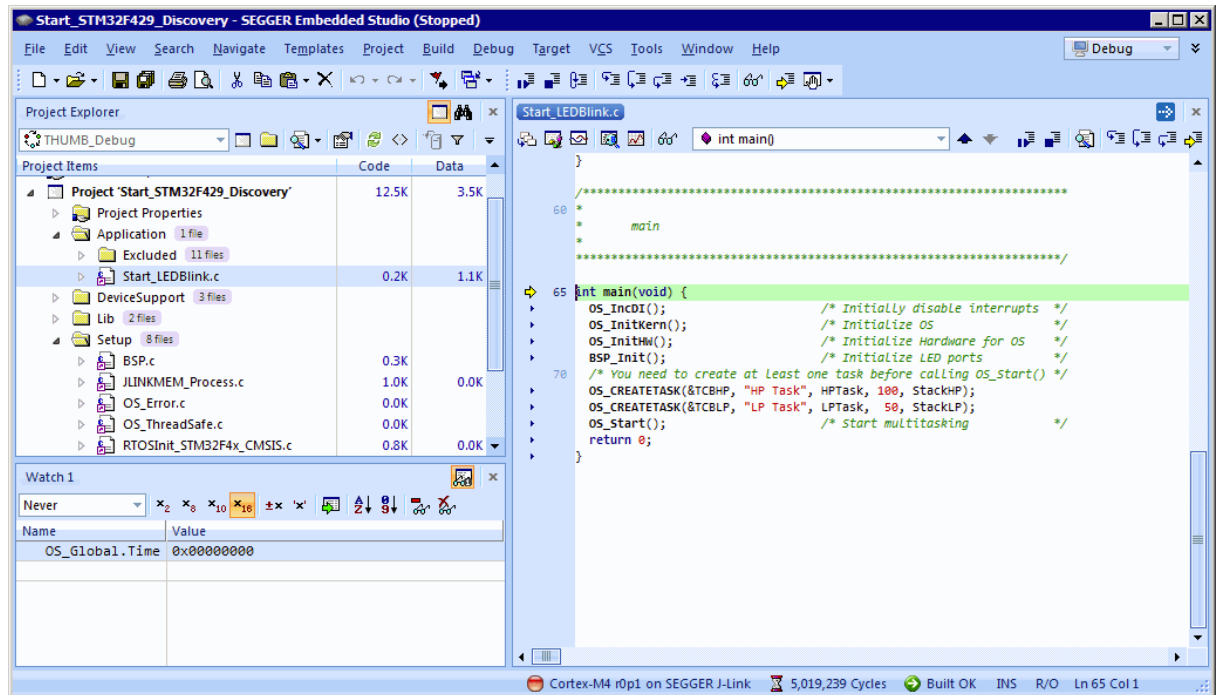 Start_STM32F429_Discovery - SEGGER Embedded Studio (Stopped)
File Edit View Search Navigate Templates Project Build Debug Target VCS Tools Window Help
Debug
Project Explorer
THUMB_Debug
Project Items Code Data
Project 'Start_STM32F429_Discovery' 12.5K 3.5K
Project Properties
Application 1 file
Excluded 11 files
Start_LEDBlink.c 0.2K 1.1K
DeviceSupport 3 files
Lib 2 files
Setup 8 files
BSP.c 0.3K
JLINKMEM_Process.c 1.0K 0.0K
OS_Error.c 0.0K
OS_ThreadSafe.c 0.0K
RTOSInit_STM32F4x_CMSIS.c 0.8K 0.0K
Watch 1
Never x2 x8 x10 x16 ±x 'x'
Name Value
OS_Global.Time 0x00000000
Start_LEDBlink.c
int main()
}
/*********************************************************************
60 *
* main
*
**********************************************************************/
65 int main(void) {
OS_IncDI(); /* Initially disable interrupts */
OS_InitKern(); /* Initialize OS */
OS_InitHW(); /* Initialize Hardware for OS */
BSP_Init(); /* Initialize LED ports */
70 /* You need to create at least one task before calling OS_Start() */
OS_CREATETASK(&TCBHP, "HP Task", HPTask, 100, StackHP);
OS_CREATETASK(&TCBLP, "LP Task", LPTask, 50, StackLP);
OS_Start(); /* Start multitasking */
return 0;
}
Cortex-M4 r0p1 on SEGGER J-Link 5,019,239 Cycles Built OK INS R/O Ln 65 Col 1